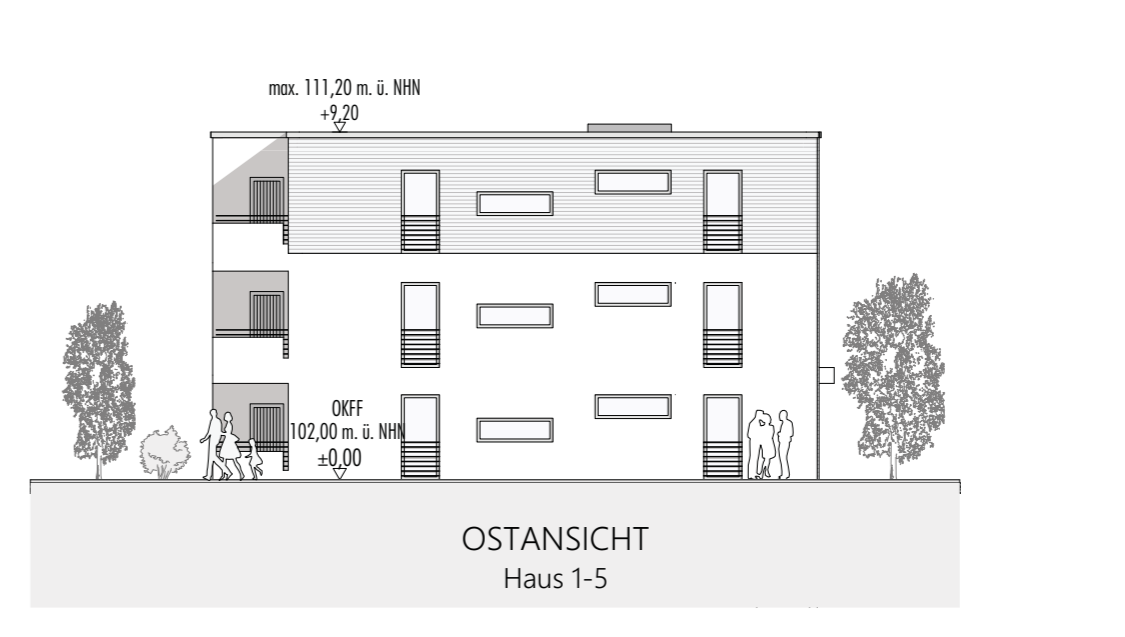 max. 111,20 m. ü. NHN
+9,20
OKFF
102,00 m. ü. NHN
±0,00
OSTANSICHT
Haus 1-5